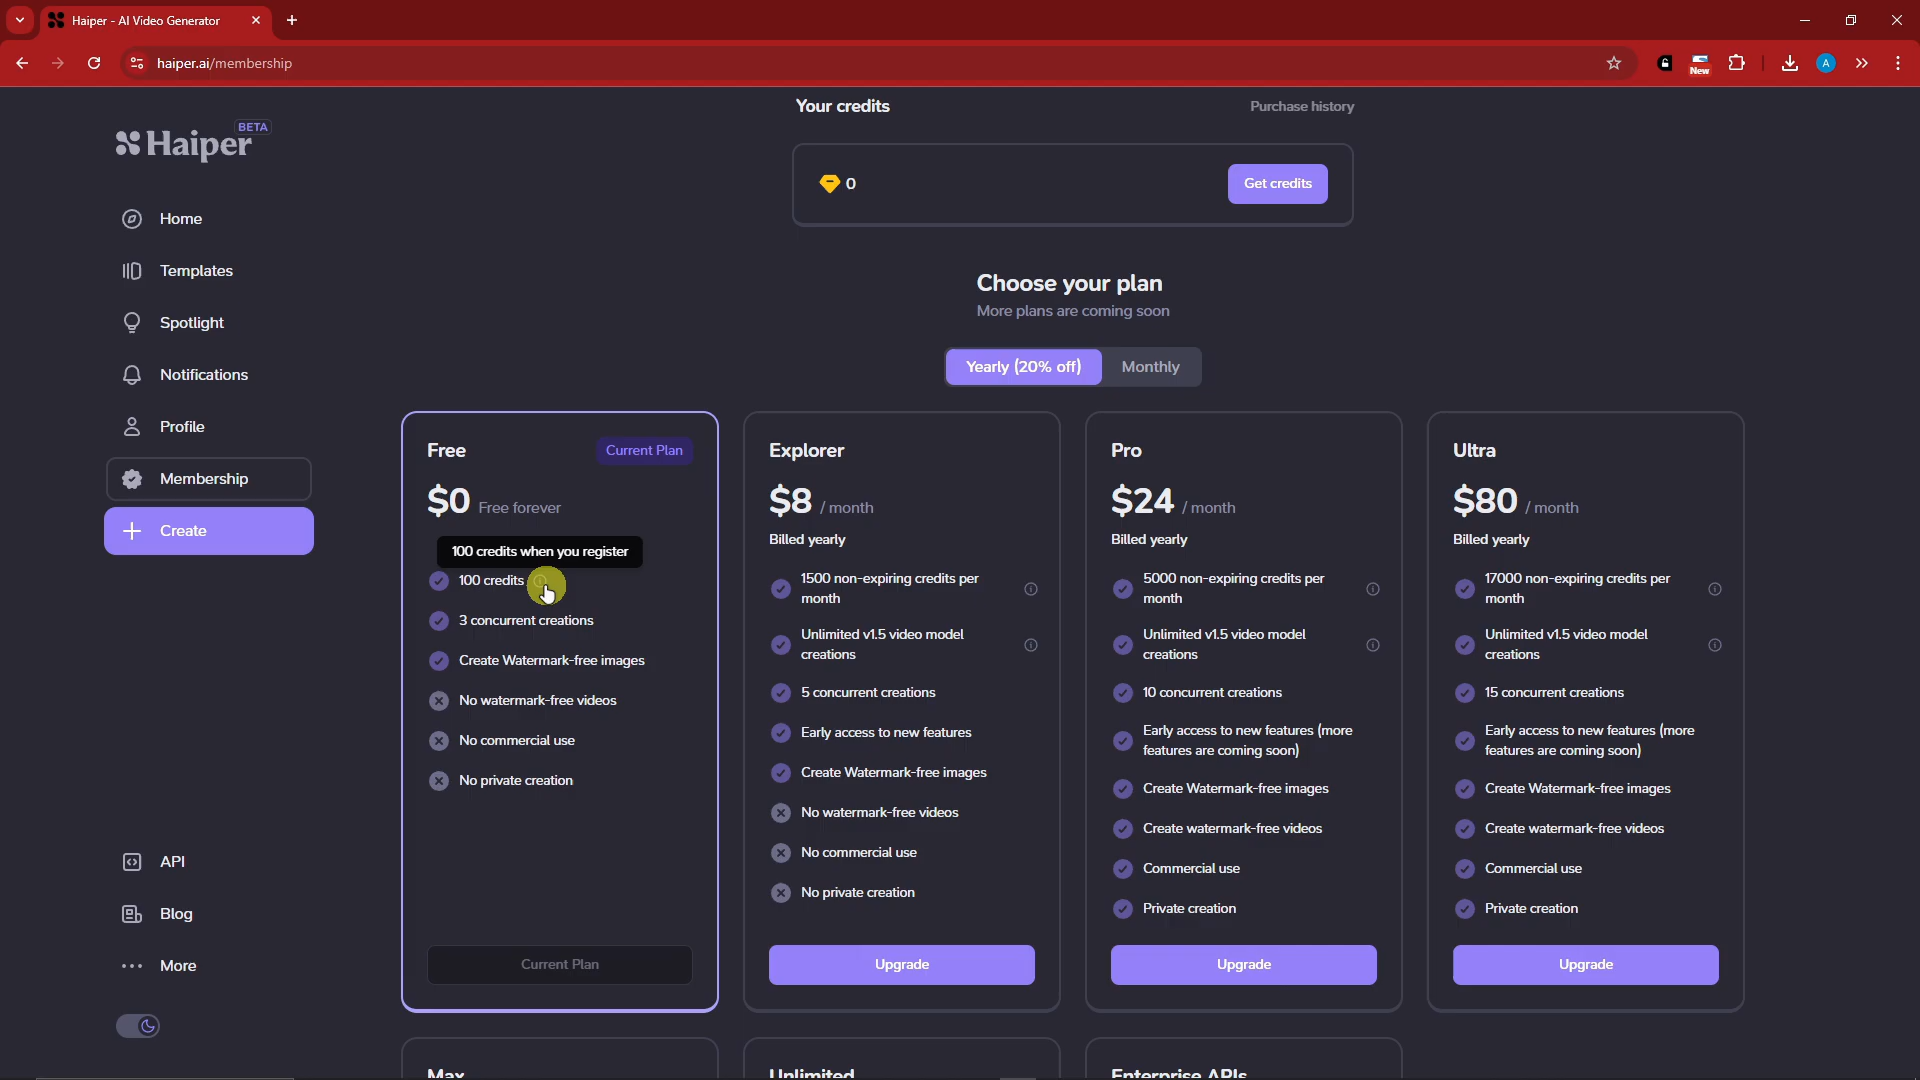 Haiper - AI Video Generator
haiper.ai/membership
New
A
Haiper
BETA
Home
Templates
Spotlight
Notifications
Profile
Membership
Create
API
Blog
More
Your credits
Purchase history
0
Get credits
Choose your plan
More plans are coming soon
Yearly (20% off)
Monthly
Free
Current Plan
$0 Free forever
100 credits when you register
100 credits
3 concurrent creations
Create Watermark-free images
No watermark-free videos
No commercial use
No private creation
Current Plan
Explorer
$8 / month
Billed yearly
1500 non-expiring credits per
month
Unlimited v1.5 video model
creations
5 concurrent creations
Early access to new features
Create Watermark-free images
No watermark-free videos
No commercial use
No private creation
Upgrade
Pro
$24 / month
Billed yearly
5000 non-expiring credits per
month
Unlimited v1.5 video model
creations
10 concurrent creations
Early access to new features (more
features are coming soon)
Create Watermark-free images
Create watermark-free videos
Commercial use
Private creation
Upgrade
Ultra
$80 / month
Billed yearly
17000 non-expiring credits per
month
Unlimited v1.5 video model
creations
15 concurrent creations
Early access to new features (more
features are coming soon)
Create Watermark-free images
Create watermark-free videos
Commercial use
Private creation
Upgrade
Max
Unlimited
Enterprise APIs